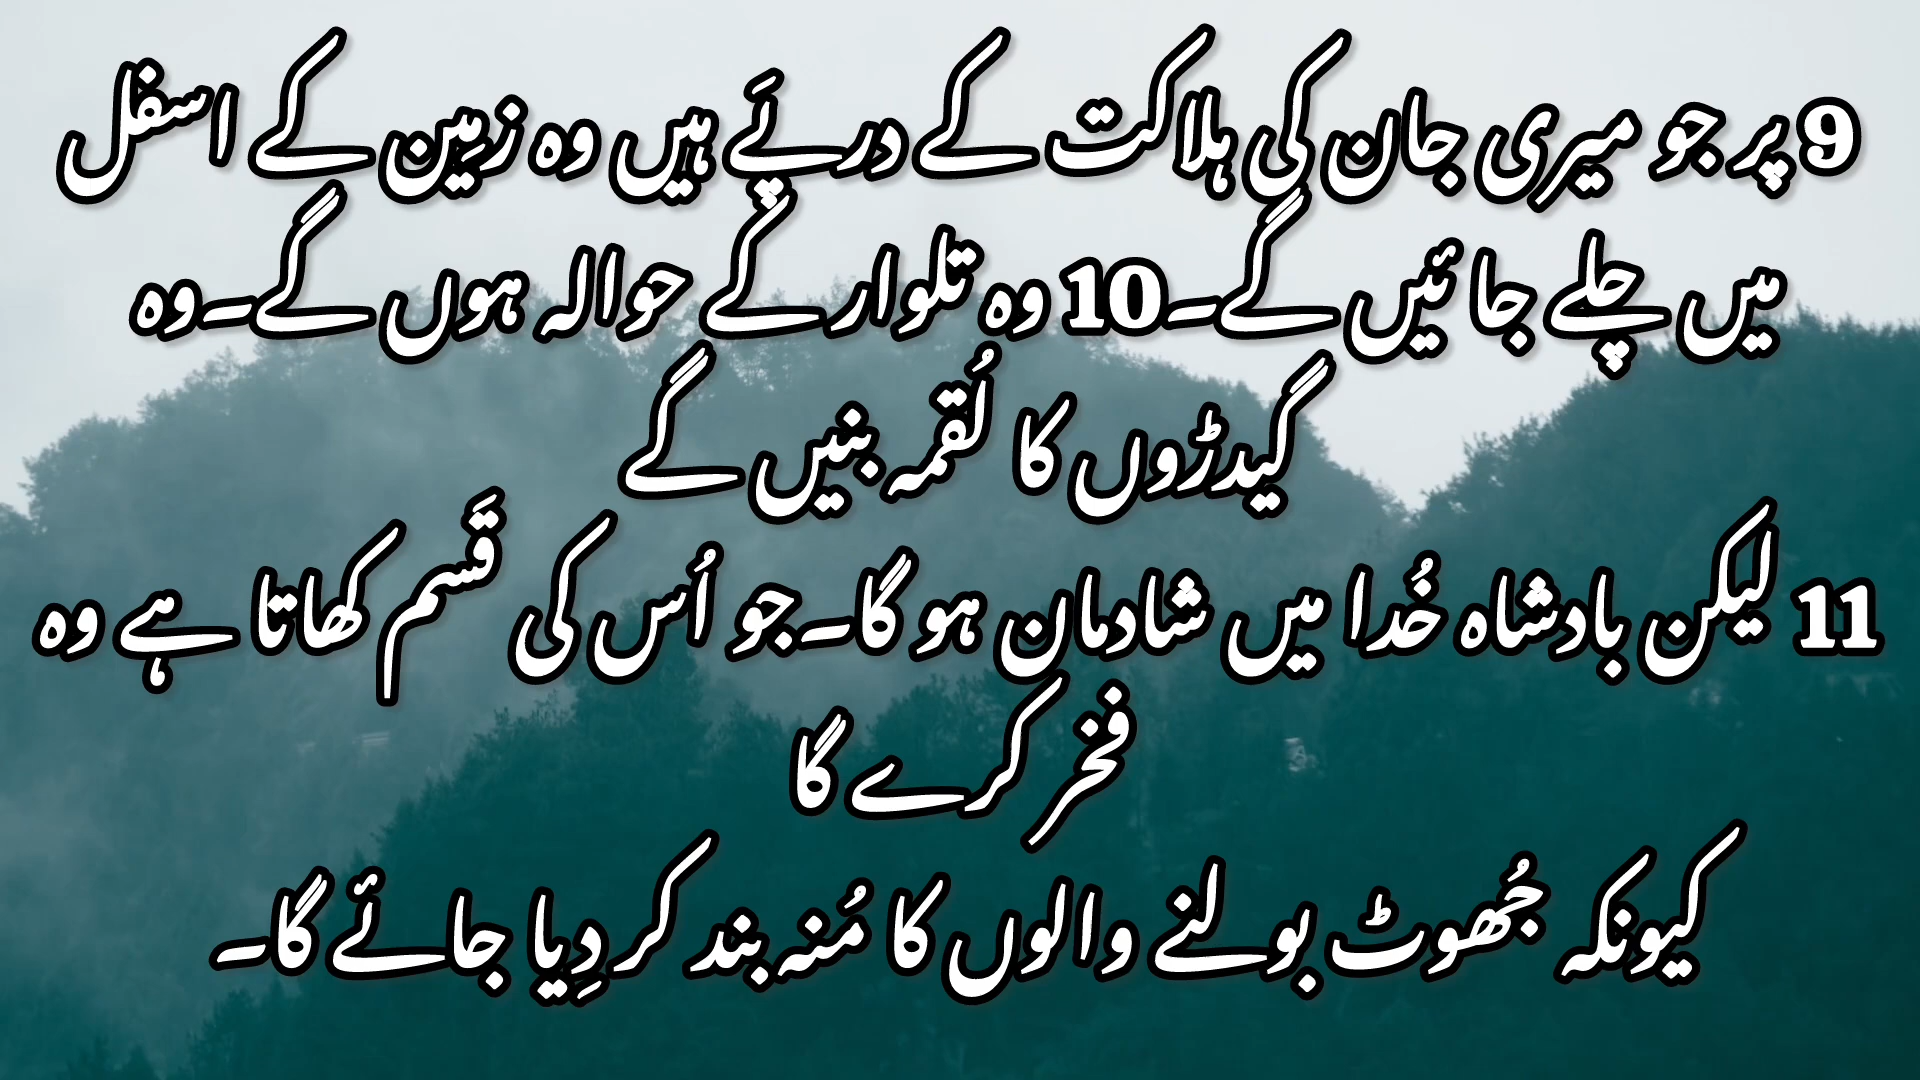 9 پر جو میری جان کی ہلاکت کے درپَے ہیں وہ زمِین کے اسفل
میں چلے جائیں گے۔10 وہ تلوار کے حوالہ ہوں گے۔وہ
گیدڑوں کا لُقمہ بنیں گے
11 لیکن بادشاہ خُدا میں شادمان ہو گا۔جو اُس کی قَسم کھاتا ہے وہ
فخر کرے گا
کیونکہ جُھوٹ بولنے والوں کا مُنہ بند کر دِیا جائے گا۔